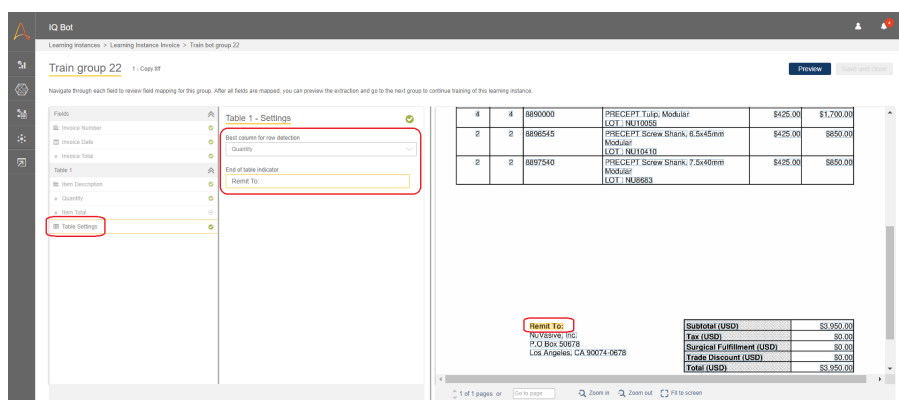 IQ Bot
Learning Instances > Learning Instance Invoice > Train bot group 22
Train group 22 1 - Copy.tiff
Preview Save and close
Navigate through each field to review field mapping for this group. After all fields are mapped, you can preview the extraction and go to the next group to continue training of this learning instance.
Fields
Invoice Number
Invoice Date
Invoice Total
Table 1
Item Description
Quantity
Item Total
Table Settings
Table 1 - Settings
Best column for row detection
Quantity
End of table indicator
Remit To:
4 4 8890000 PRECEPT Tulip, Modular $425.00 $1,700.00
LOT : NU10055
2 2 8896545 PRECEPT Screw Shank, 6.5x45mm $425.00 $850.00
Modular
LOT : NU10410
2 2 8897540 PRECEPT Screw Shank, 7.5x40mm $425.00 $850.00
Modular
LOT : NU8683
Remit To:
NuVasive, Inc.
P.O Box 50678
Los Angeles, CA 90074-0678
Subtotal (USD) $3,950.00
Tax (USD) $0.00
Surgical Fulfillment (USD) $0.00
Trade Discount (USD) $0.00
Total (USD) $3,950.00
1 of 1 pages or Go to page Zoom in Zoom out Fit to screen